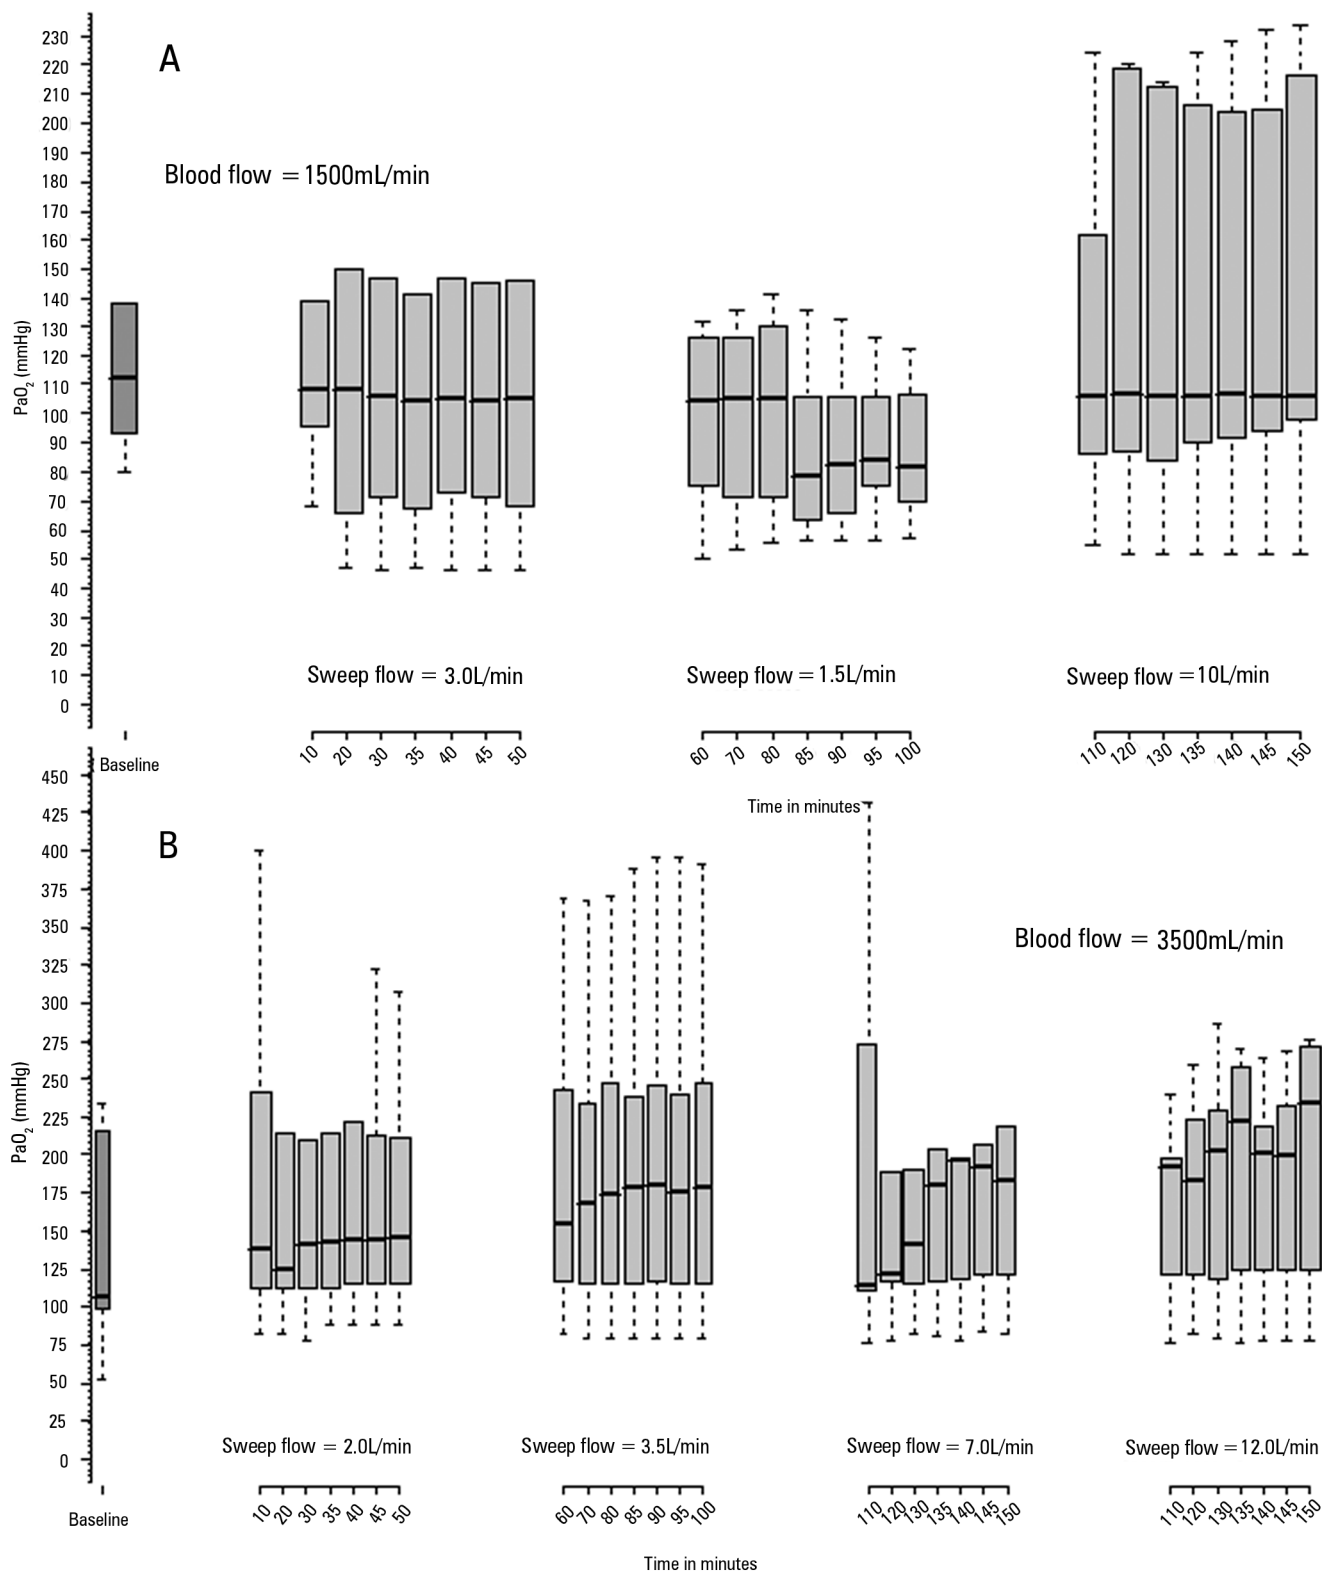 A
230
220
210
200
190
180
170
160
150
140
130
120
110
100
90
80
70
60
50
40
30
20
10
0
PaO2 (mmHg)
Blood flow = 1500mL/min
Sweep flow = 3.0L/min
Sweep flow = 1.5L/min
Sweep flow = 10L/min
Baseline
10 20 30 35 40 45 50
60 70 80 85 90 95 100
110 120 130 135 140 145 150
Time in minutes
B
450
425
400
375
350
325
300
275
250
225
200
175
150
125
100
75
50
25
0
PaO2 (mmHg)
Blood flow = 3500mL/min
Sweep flow = 2.0L/min
Sweep flow = 3.5L/min
Sweep flow = 7.0L/min
Sweep flow = 12.0L/min
Baseline
10 20 30 35 40 45 50
60 70 80 85 90 95 100
110 120 130 135 140 145 150
110 120 130 135 140 145 150
Time in minutes